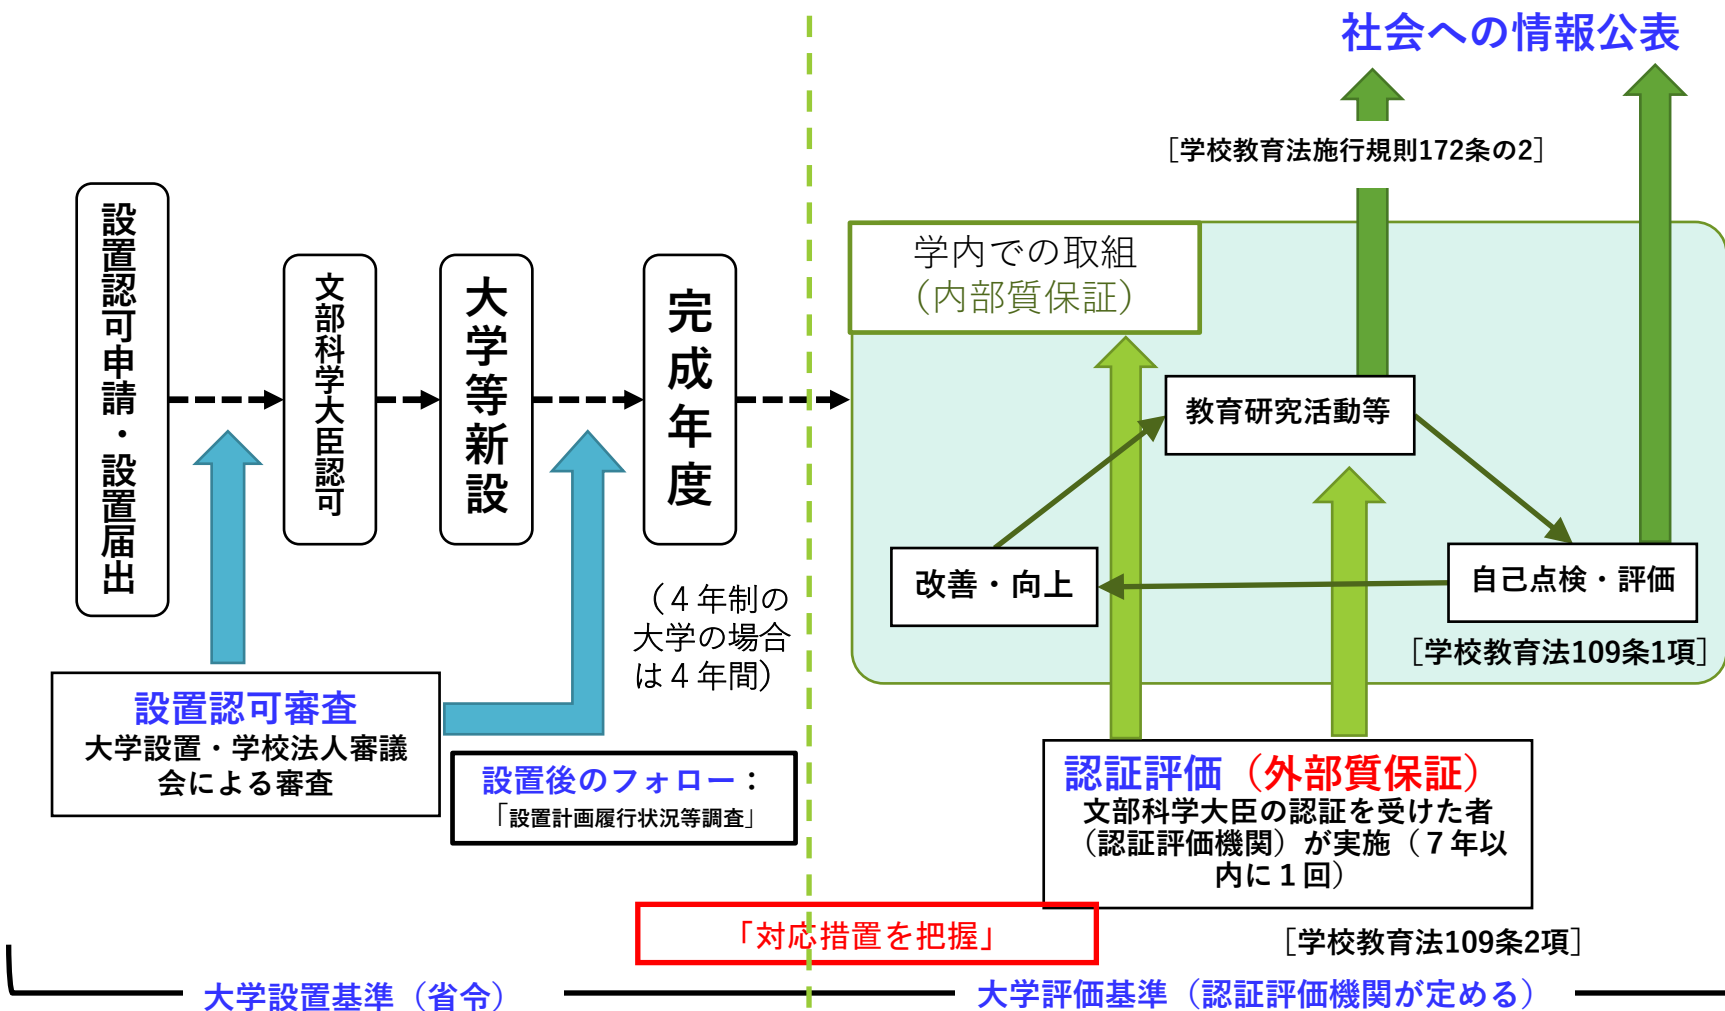 社会への情報公表
［学校教育法施行規則172条の2］
設置認可申請・設置届出
文部科学大臣認可
大学等新設
完成年度
（４年制の
大学の場合
は４年間）
学内での取組
（内部質保証）
教育研究活動等
改善・向上
自己点検・評価
［学校教育法109条1項］
設置認可審査
大学設置・学校法人審議
会による審査
設置後のフォロー：
「設置計画履行状況等調査」
認証評価（外部質保証）
文部科学大臣の認証を受けた者
（認証評価機関）が実施（７年以
内に１回）
「対応措置を把握」
［学校教育法109条2項］
大学設置基準（省令）
大学評価基準（認証評価機関が定める）